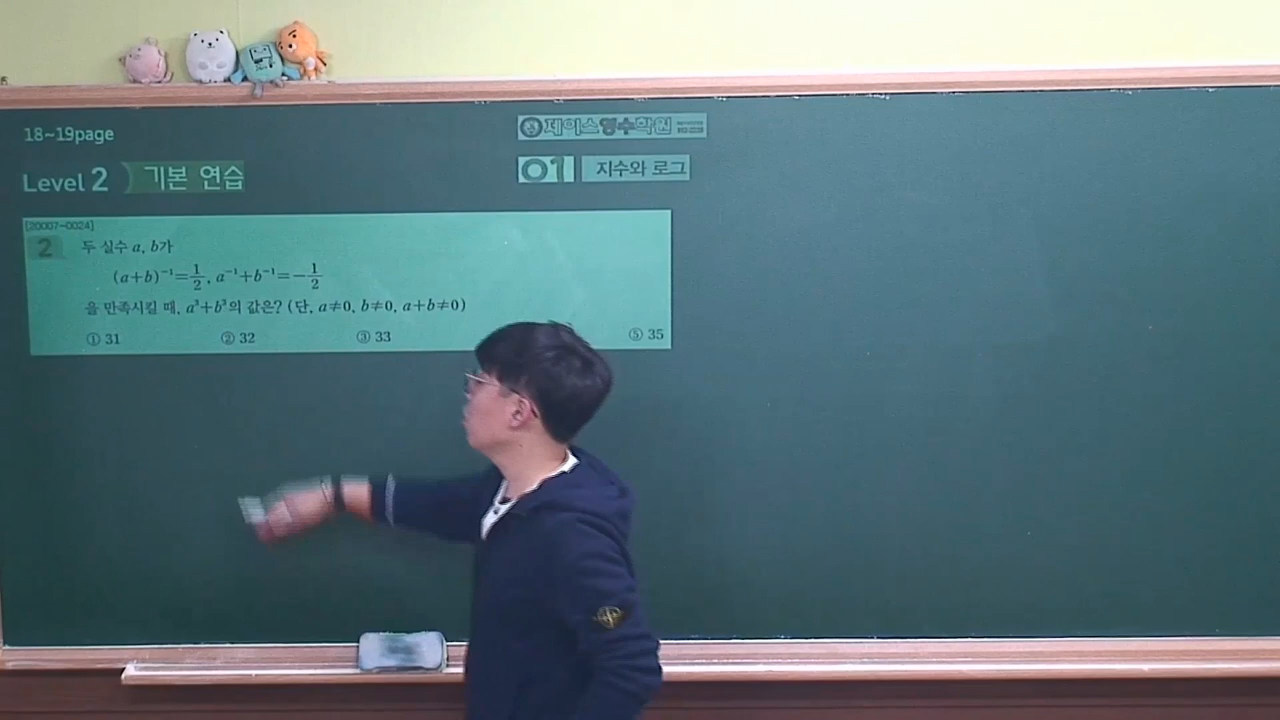 18~19page
제이스영수학원
Level 2 기본 연습
01 지수와 로그
[20007-0024]
2 두 실수 a, b가
(a+b)⁻¹=1/2, a⁻¹+b⁻¹=-1/2
을 만족시킬 때, a³+b³의 값은? (단, a≠0, b≠0, a+b≠0)
① 31 ② 32 ③ 33 ⑤ 35